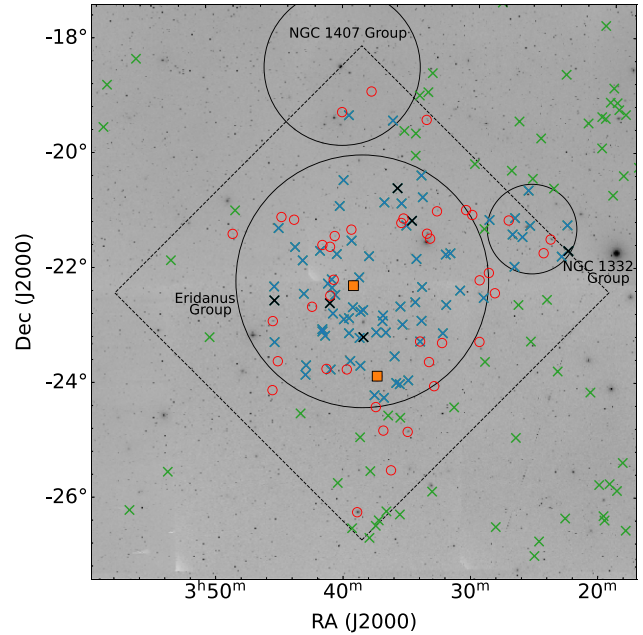 NGC 1407 Group
-18°
-20°
-22°
-24°
-26°
Dec (J2000)
Eridanus
Group
NGC 1332
Group
3ʰ50ᵐ
40ᵐ
30ᵐ
20ᵐ
RA (J2000)